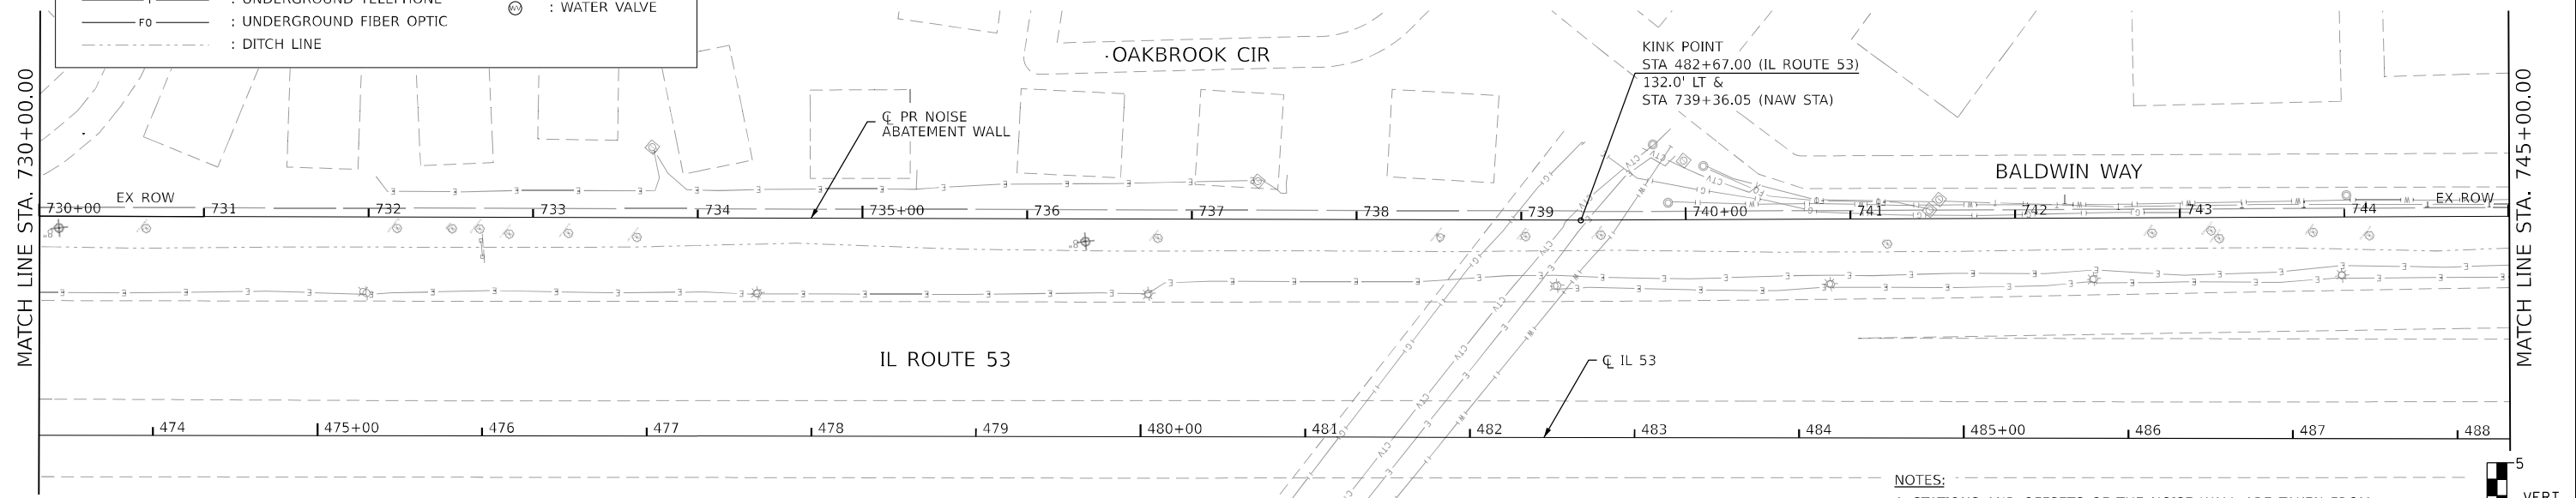 : UNDERGROUND FIBER OPTIC
FO
: DITCH LINE
WV
: WATER VALVE
MATCH LINE STA. 730+00.00
OAKBROOK CIR
KINK POINT
STA 482+67.00 (IL ROUTE 53)
132.0' LT &
STA 739+36.05 (NAW STA)
℄ PR NOISE
ABATEMENT WALL
BALDWIN WAY
MATCH LINE STA. 745+00.00
EX ROW
EX ROW
730+00 731 732 733 734 735+00 736 737 738 739 740+00 741 742 743 744
IL ROUTE 53
℄ IL 53
474 475+00 476 477 478 479 480+00 481 482 483 484 485+00 486 487 488
NOTES:
5